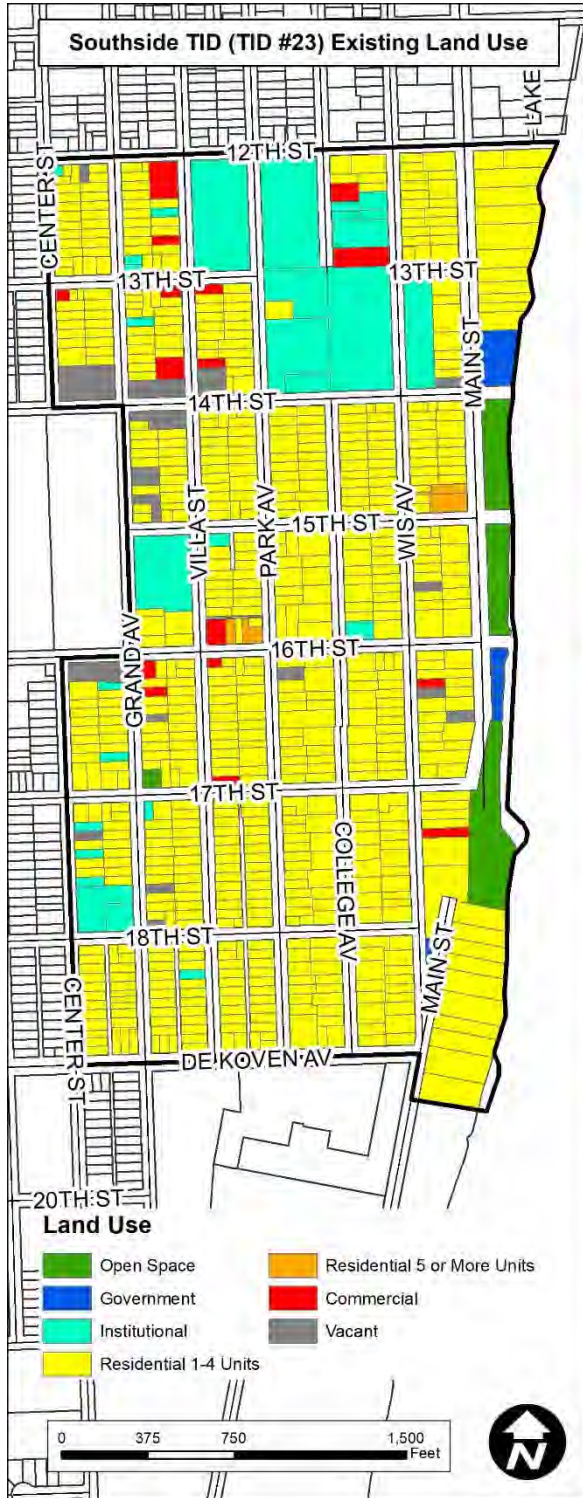 Southside TID (TID #23) Existing Land Use
LAKE
12TH ST
CENTER ST
13TH ST
13TH ST
MAIN ST
14TH ST
VILLA ST
PARK AV
WIS AV
15TH ST
GRAND AV
16TH ST
17TH ST
COLLEGE AV
18TH ST
MAIN ST
CENTER ST
DE KOVEN AV
20TH ST
Land Use
Open Space
Residential 5 or More Units
Government
Commercial
Institutional
Vacant
Residential 1-4 Units
0 375 750 1,500
Feet
N